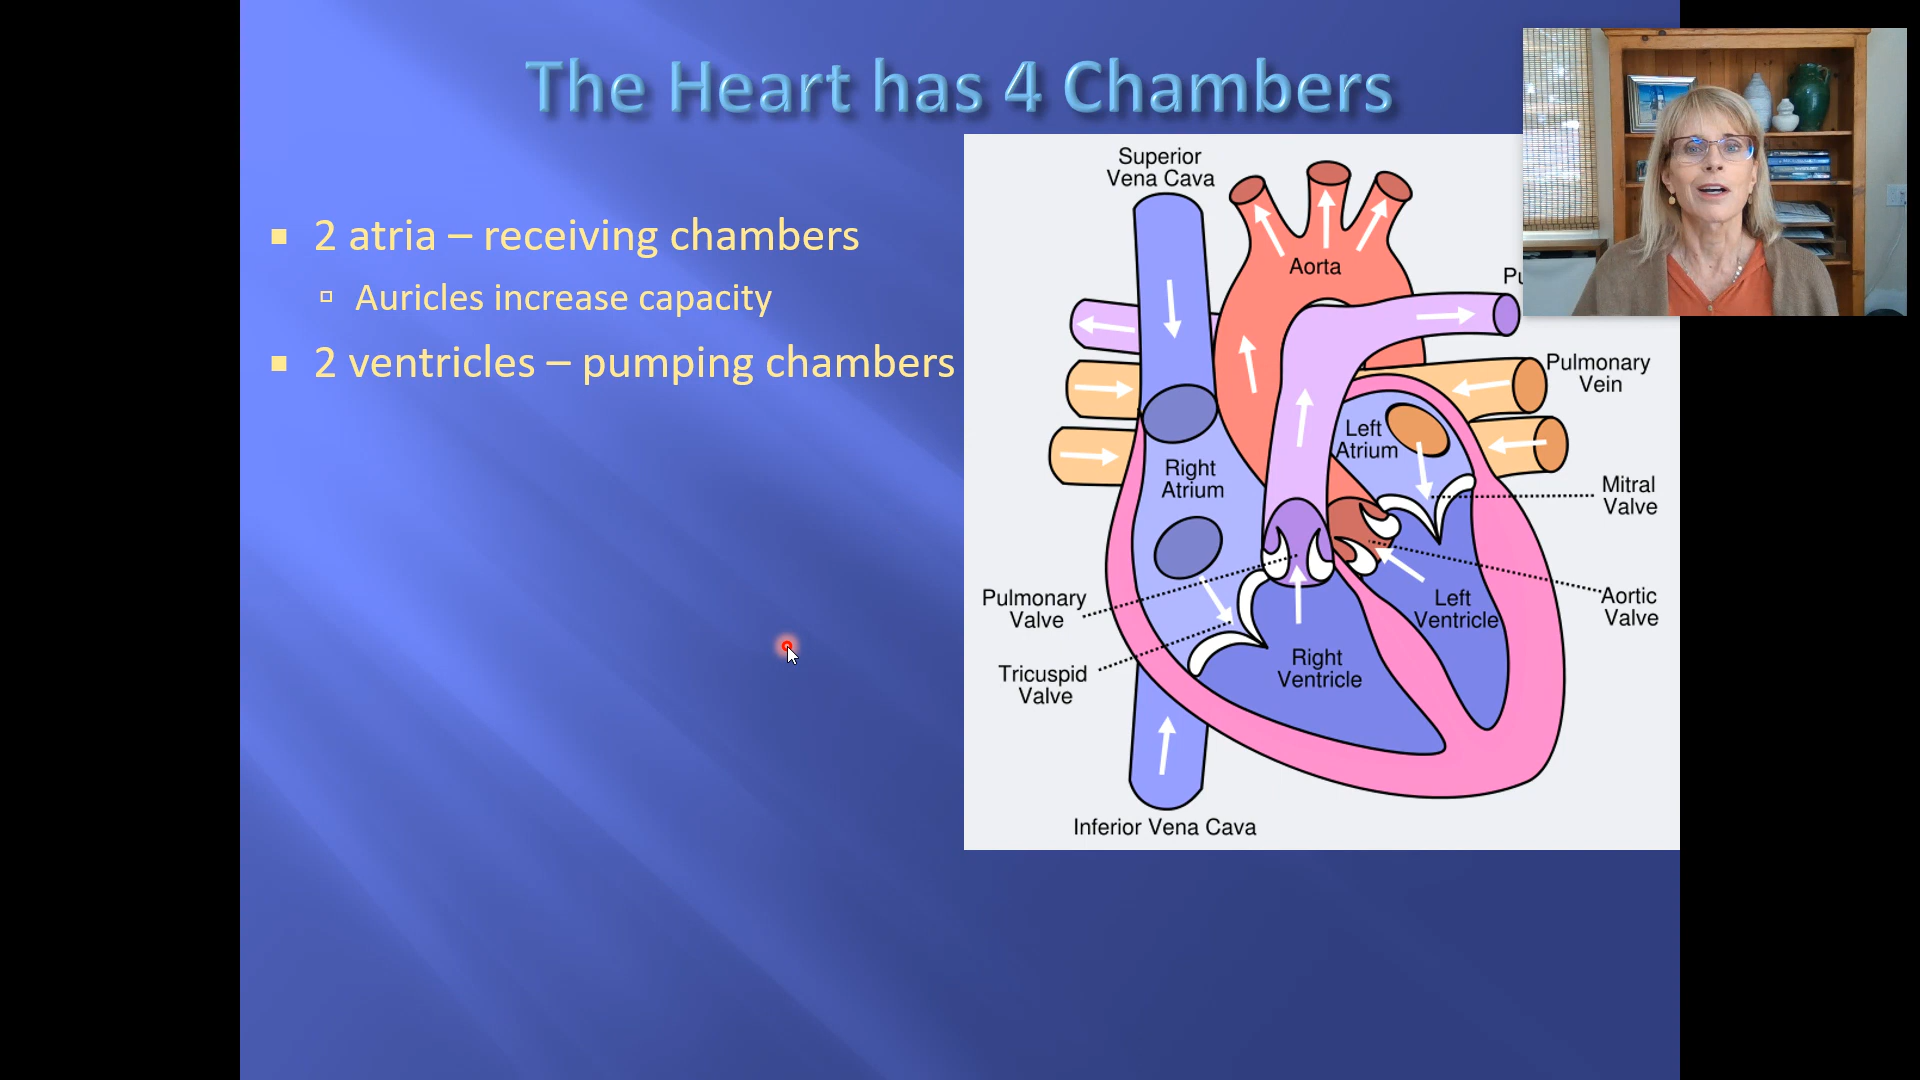 The Heart has 4 Chambers
2 atria – receiving chambers
Auricles increase capacity
2 ventricles – pumping chambers
Superior
Vena Cava
Aorta
Pulmonary
Vein
Left
Atrium
Right
Atrium
Mitral
Valve
Pulmonary
Valve
Left
Ventricle
Aortic
Valve
Tricuspid
Valve
Right
Ventricle
Inferior Vena Cava